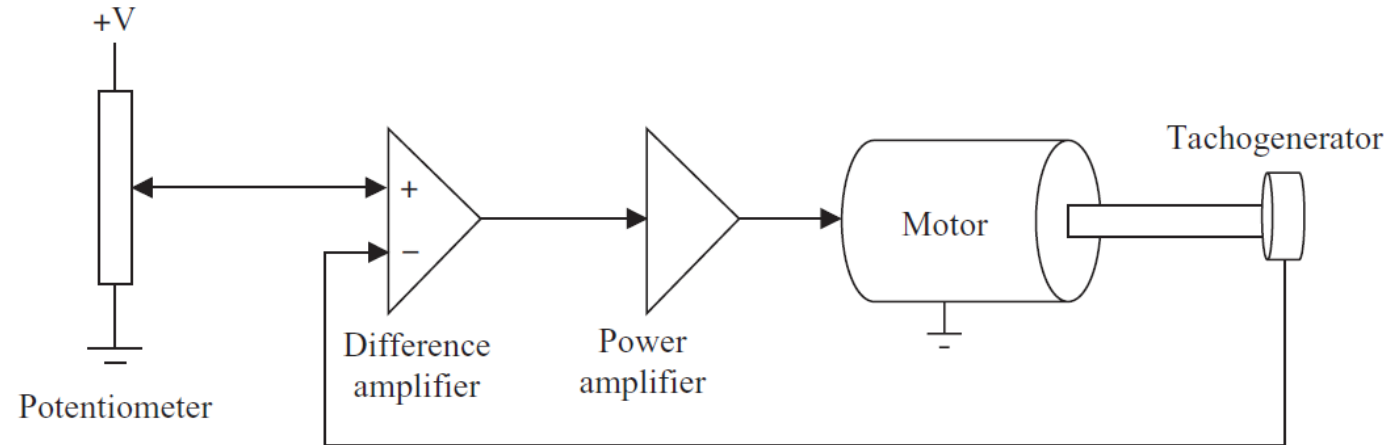 +V
Tachogenerator
+
Motor
−
Difference
amplifier
Power
amplifier
Potentiometer